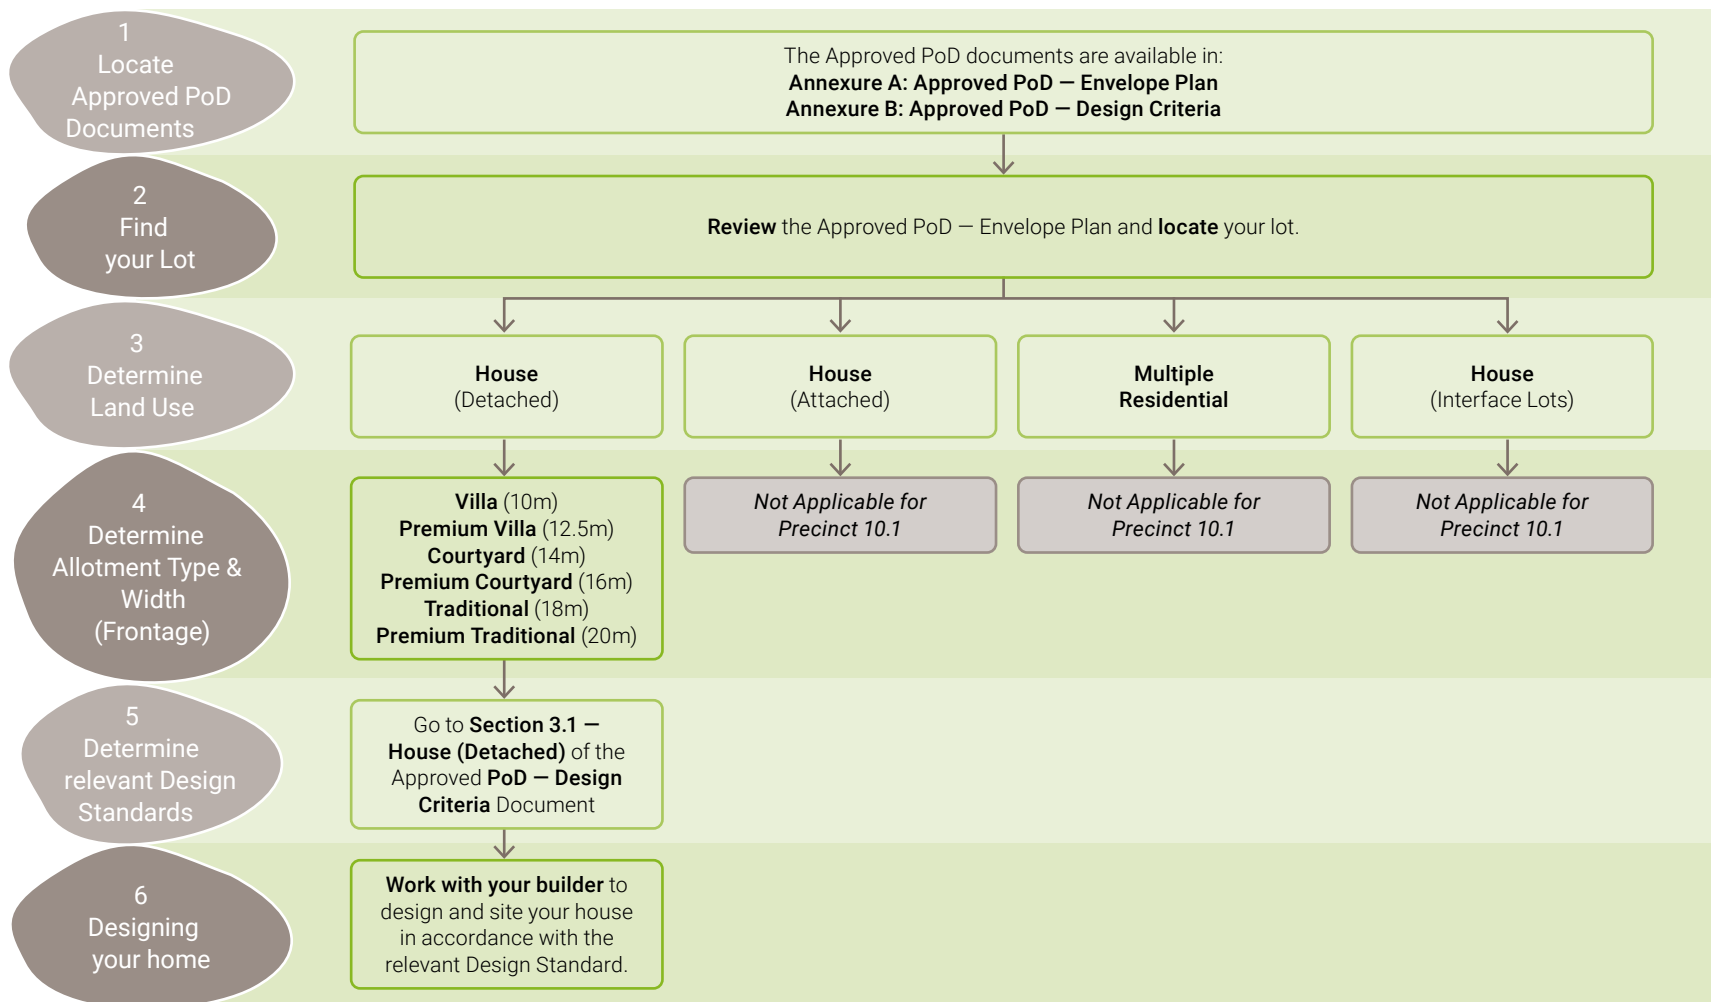 1
Locate
Approved PoD
Documents
The Approved PoD documents are available in:
Annexure A: Approved PoD — Envelope Plan
Annexure B: Approved PoD — Design Criteria
2
Find
your Lot
Review the Approved PoD — Envelope Plan and locate your lot.
3
Determine
Land Use
House
(Detached)
House
(Attached)
Multiple
Residential
House
(Interface Lots)
4
Determine
Allotment Type &
Width
(Frontage)
Villa (10m)
Premium Villa (12.5m)
Courtyard (14m)
Premium Courtyard (16m)
Traditional (18m)
Premium Traditional (20m)
Not Applicable for
Precinct 10.1
Not Applicable for
Precinct 10.1
Not Applicable for
Precinct 10.1
5
Determine
relevant Design
Standards
Go to Section 3.1 —
House (Detached) of the
Approved PoD — Design
Criteria Document
6
Designing
your home
Work with your builder to
design and site your house
in accordance with the
relevant Design Standard.